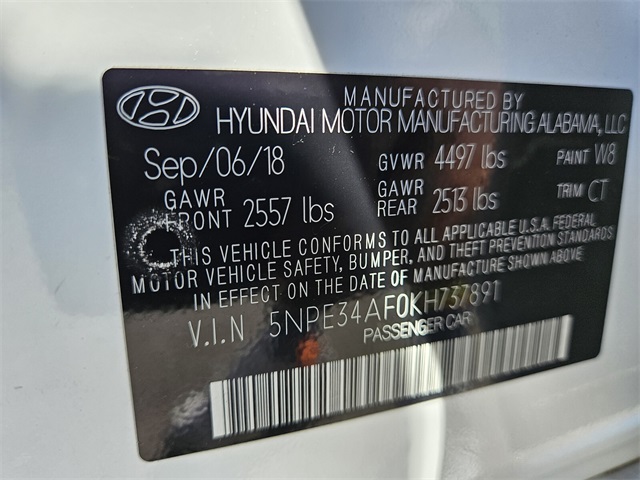 MANUFACTURED BY
HYUNDAI MOTOR MANUFACTURING ALABAMA, LLC
Sep/06/18 GVWR 4497 lbs PAINT W8
GAWR FRONT 2557 lbs GAWR REAR 2513 lbs TRIM CT
THIS VEHICLE CONFORMS TO ALL APPLICABLE U.S.A. FEDERAL
MOTOR VEHICLE SAFETY, BUMPER, AND THEFT PREVENTION STANDARDS
IN EFFECT ON THE DATE OF MANUFACTURE SHOWN ABOVE.
V.I.N 5NPE34AF0KH737891
PASSENGER CAR